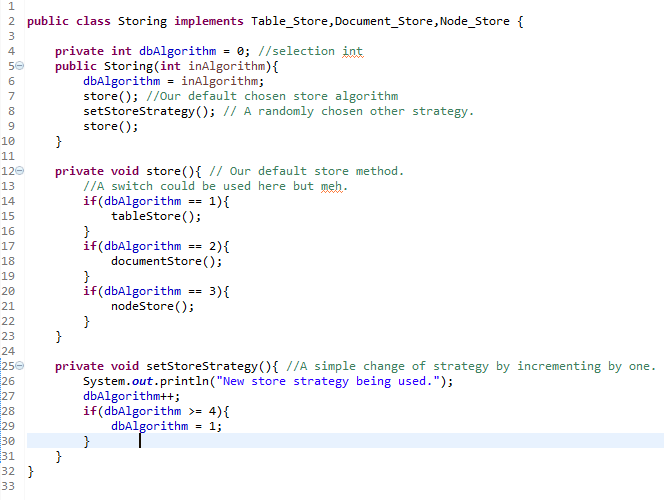 1
2 public class Storing implements Table_Store,Document_Store,Node_Store {
3
4     private int dbAlgorithm = 0; //selection int
5     public Storing(int inAlgorithm){
6         dbAlgorithm = inAlgorithm;
7         store(); //Our default chosen store algorithm
8         setStoreStrategy(); // A randomly chosen other strategy.
9         store();
10     }
11
12     private void store(){ // Our default store method.
13         //A switch could be used here but meh.
14         if(dbAlgorithm == 1){
15             tableStore();
16         }
17         if(dbAlgorithm == 2){
18             documentStore();
19         }
20         if(dbAlgorithm == 3){
21             nodeStore();
22         }
23     }
24
25     private void setStoreStrategy(){ //A simple change of strategy by incrementing by one.
26         System.out.println("New store strategy being used.");
27         dbAlgorithm++;
28         if(dbAlgorithm >= 4){
29             dbAlgorithm = 1;
30         }
31     }
32 }
33